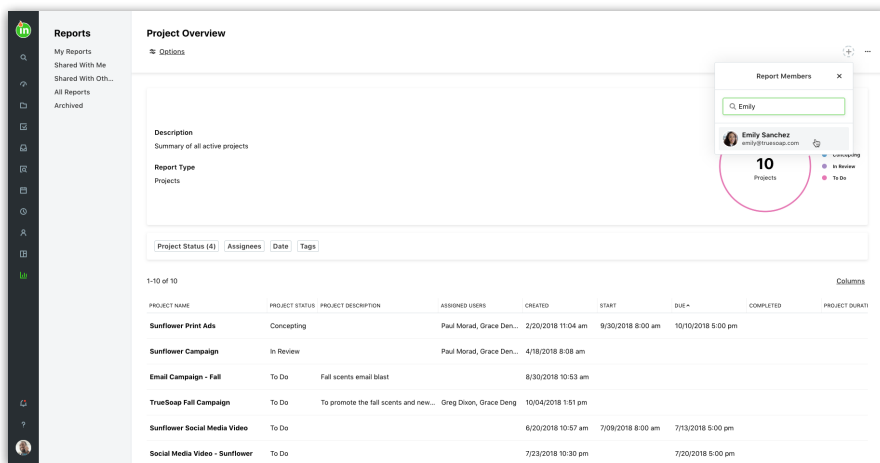 in
Reports
My Reports
Shared With Me
Shared With Oth...
All Reports
Archived
Project Overview
Options
Report Members
Emily
Emily Sanchez
emily@truesoap.com
Description
Summary of all active projects
Report Type
Projects
10
Projects
Concepting
In Review
To Do
Project Status (4) Assignees Date Tags
1-10 of 10 Columns
PROJECT NAME PROJECT STATUS PROJECT DESCRIPTION ASSIGNED USERS CREATED START DUE COMPLETED PROJECT DURATI
Sunflower Print Ads Concepting Paul Morad, Grace Den... 2/20/2018 11:04 am 9/30/2018 8:00 am 10/10/2018 5:00 pm
Sunflower Campaign In Review Paul Morad, Grace Den... 4/18/2018 8:08 am
Email Campaign - Fall To Do Fall scents email blast 8/30/2018 10:53 am
TrueSoap Fall Campaign To Do To promote the fall scents and new... Greg Dixon, Grace Deng 10/04/2018 1:51 pm
Sunflower Social Media Video To Do 6/20/2018 10:57 am 7/09/2018 8:00 am 7/13/2018 5:00 pm
Social Media Video - Sunflower To Do 7/23/2018 10:30 pm 7/20/2018 5:00 pm